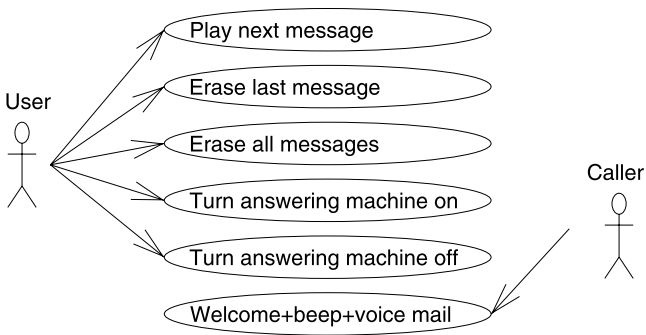 Play next message
Erase last message
User
Erase all messages
Caller
Turn answering machine on
Turn answering machine off
Welcome+beep+voice mail